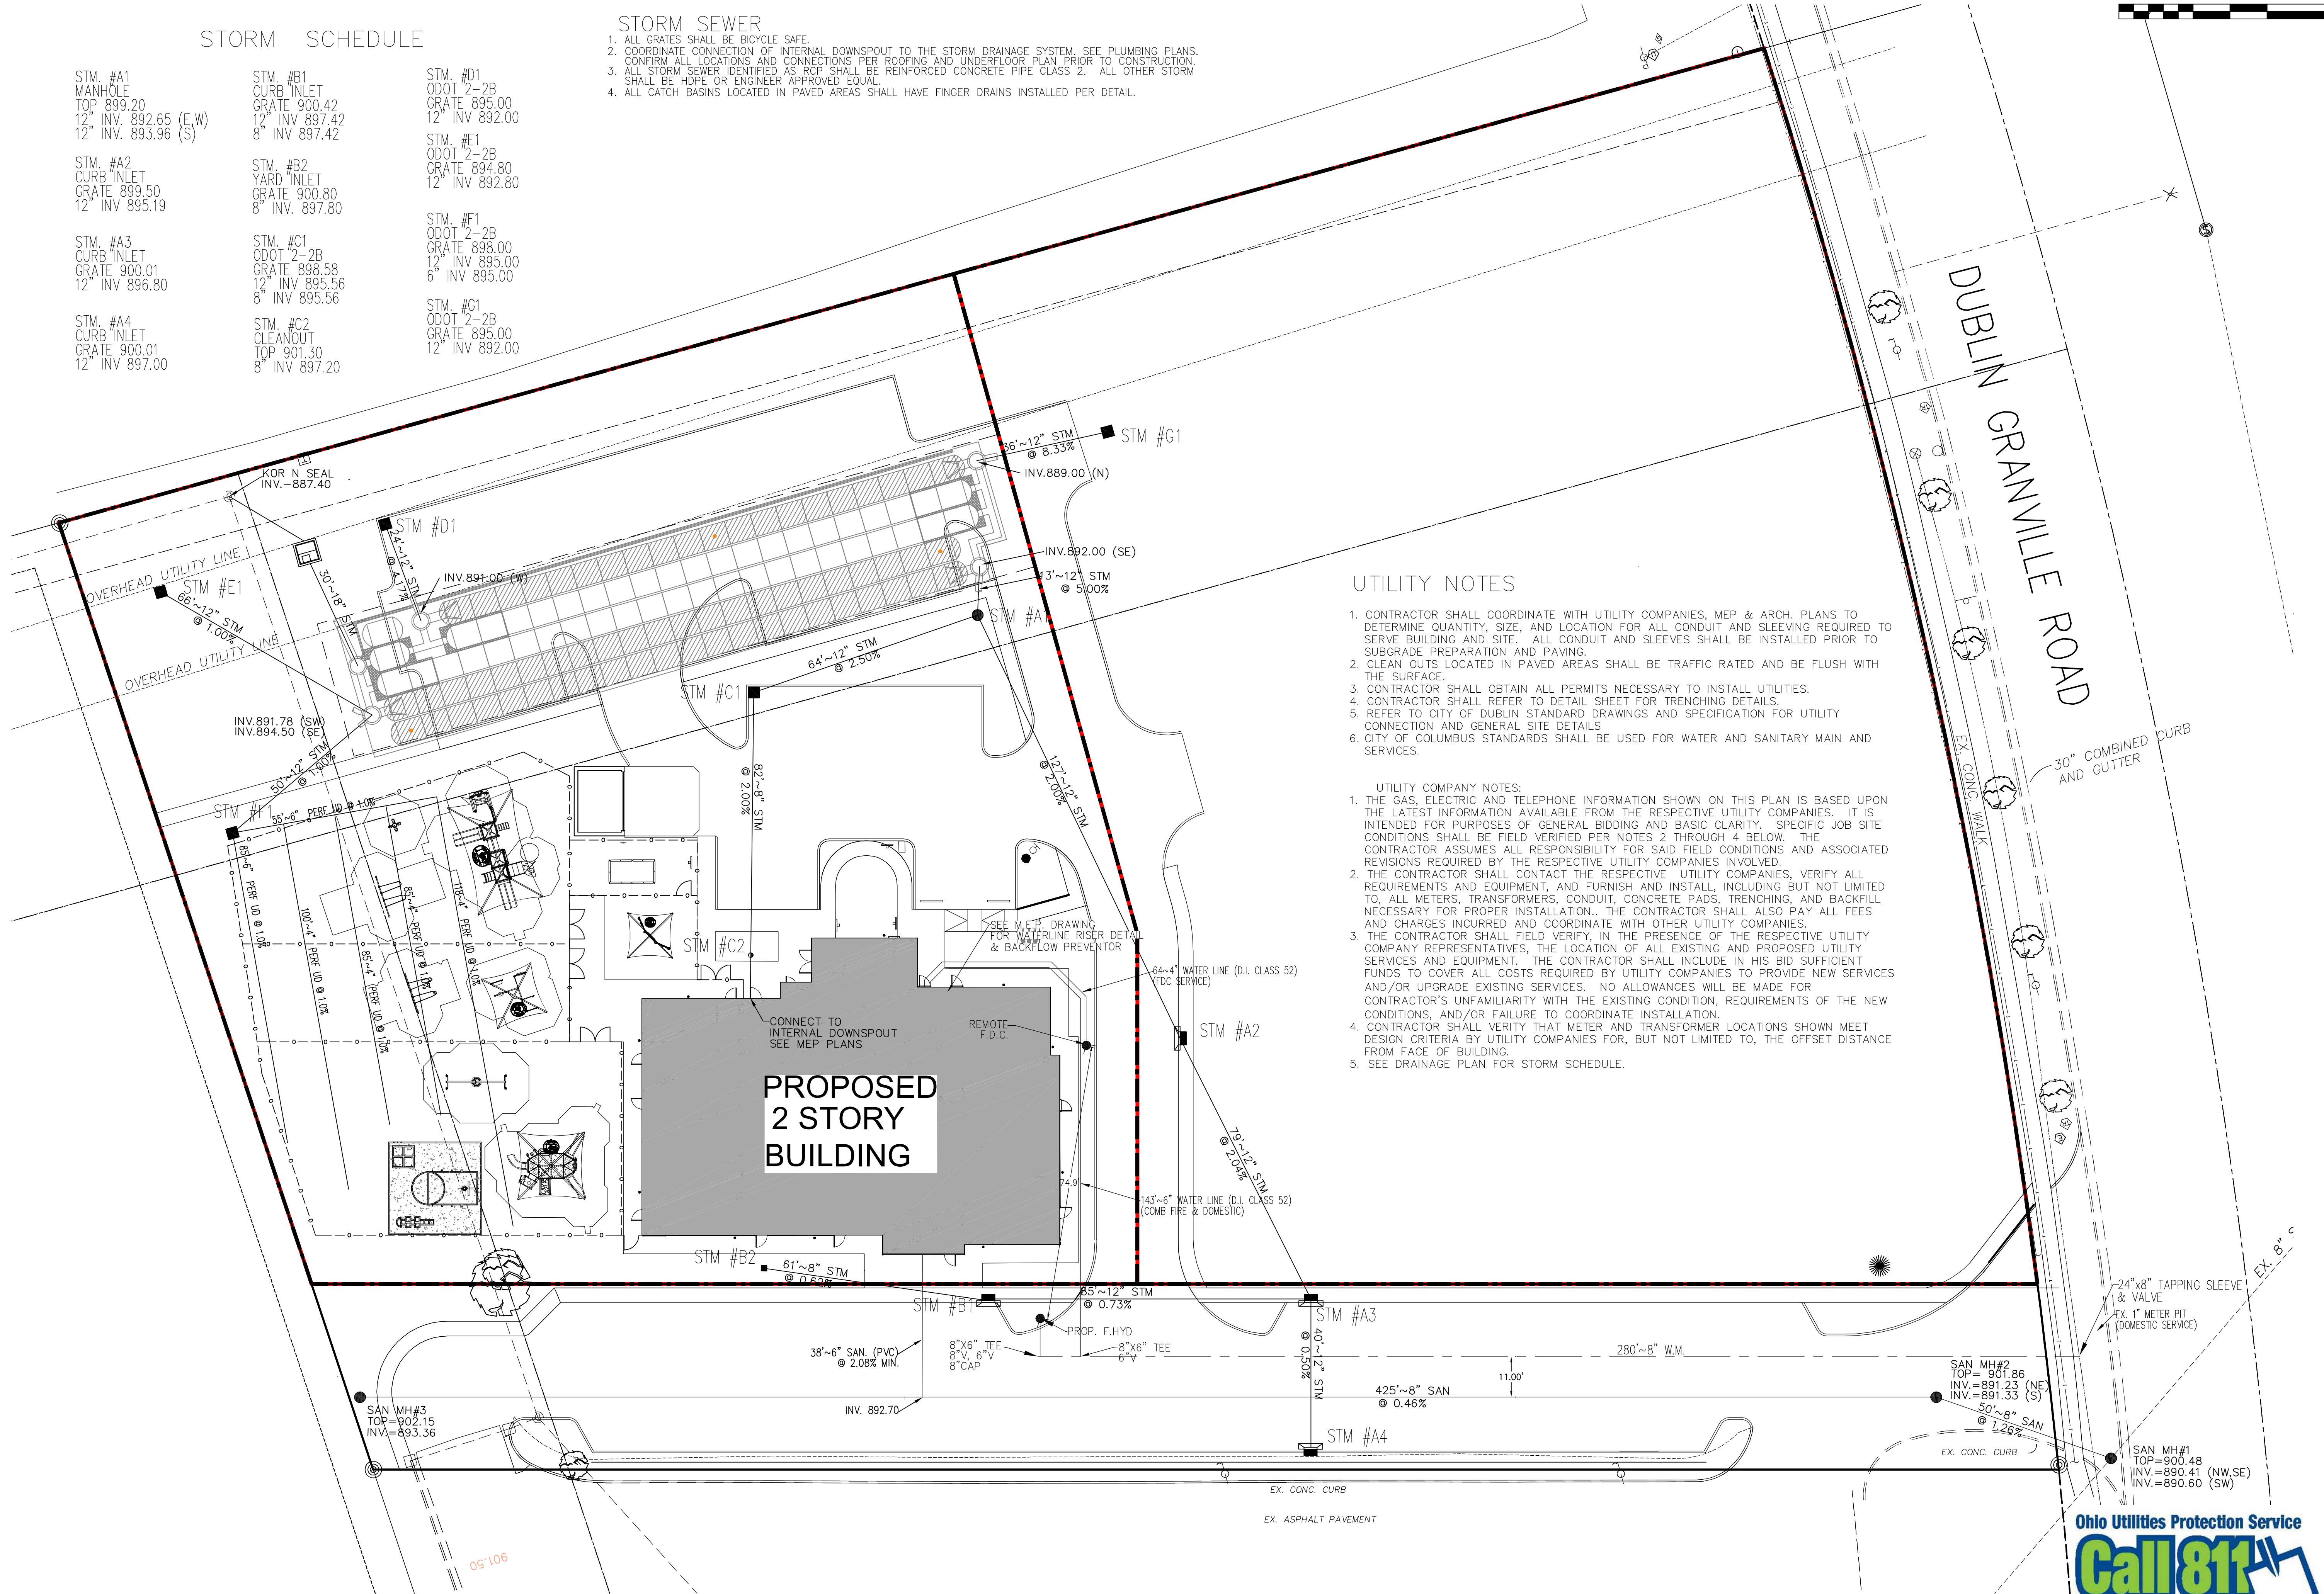 STORM SCHEDULE
STM. #A1
MANHOLE
TOP 899.20
12" INV. 892.65 (E,W)
12" INV. 893.96 (S)
STM. #A2
CURB INLET
GRATE 899.50
12" INV 895.19
STM. #A3
CURB INLET
GRATE 900.01
12" INV 896.80
STM. #A4
CURB INLET
GRATE 900.01
12" INV 897.00
STM. #B1
CURB INLET
GRATE 900.42
12" INV 897.42
8" INV 897.42
STM. #B2
YARD INLET
GRATE 900.80
8" INV. 897.80
STM. #C1
ODOT 2-2B
GRATE 898.58
12" INV 895.56
8" INV 895.56
STM. #C2
CLEANOUT
TOP 901.30
8" INV 897.20
STM. #D1
ODOT 2-2B
GRATE 895.00
12" INV 892.00
STM. #E1
ODOT 2-2B
GRATE 894.80
12" INV 892.80
STM. #F1
ODOT 2-2B
GRATE 898.00
12" INV 895.00
6" INV 895.00
STM. #G1
ODOT 2-2B
GRATE 895.00
12" INV 892.00
STORM SEWER
1. ALL GRATES SHALL BE BICYCLE SAFE.
2. COORDINATE CONNECTION OF INTERNAL DOWNSPOUT TO THE STORM DRAINAGE SYSTEM. SEE PLUMBING PLANS.
CONFIRM ALL LOCATIONS AND CONNECTIONS PER ROOFING AND UNDERFLOOR PLAN PRIOR TO CONSTRUCTION.
3. ALL STORM SEWER IDENTIFIED AS RCP SHALL BE REINFORCED CONCRETE PIPE CLASS 2. ALL OTHER STORM
SHALL BE HDPE OR ENGINEER APPROVED EQUAL.
4. ALL CATCH BASINS LOCATED IN PAVED AREAS SHALL HAVE FINGER DRAINS INSTALLED PER DETAIL.
KOR N SEAL
INV.-887.40
STM #D1
24'~12" STM
@ 4.17%
30'~18" STM
INV.891.00 (W)
OVERHEAD UTILITY LINE
STM #E1
66'~12" STM
@ 1.00%
OVERHEAD UTILITY LINE
INV.891.78 (SW)
INV.894.50 (SE)
50'~12" STM
@ 1.00%
STM #F1
55'~6" PERF UD @ 1.0%
85'~6" PERF UD @ 1.0%
100'~4" PERF UD @ 1.0%
85'~4" PERF UD @ 1.0%
85'~4" PERF UD @ 1.0%
118'~4" PERF UD @ 1.0%
36'~12" STM
@ 8.33%
STM #G1
INV.889.00 (N)
INV.892.00 (SE)
13'~12" STM
@ 5.00%
STM #A1
64'~12" STM
@ 2.50%
STM #C1
82'~8" STM
@ 2.00%
127'~12" STM
@ 2.00%
STM #C2
SEE M.E.P. DRAWING
FOR WATERLINE RISER DETAIL
& BACKFLOW PREVENTOR
64~4" WATER LINE (D.I. CLASS 52)
(FDC SERVICE)
CONNECT TO
INTERNAL DOWNSPOUT
SEE MEP PLANS
REMOTE
F.D.C.
STM #A2
PROPOSED
2 STORY
BUILDING
79'~12" STM
@ 2.04%
74.9'
143'~6" WATER LINE (D.I. CLASS 52)
(COMB FIRE & DOMESTIC)
STM #B2
61'~8" STM
@ 0.62%
STM #B1
85'~12" STM
@ 0.73%
STM #A3
PROP. F.HYD
38'~6" SAN. (PVC)
@ 2.08% MIN.
8"X6" TEE
8"V, 6"V
8"CAP
8"X6" TEE
6"V
40'~12" STM
@ 0.50%
280'~8" W.M.
11.00'
425'~8" SAN
@ 0.46%
INV. 892.70
SAN MH#3
TOP=902.15
INV.=893.36
STM #A4
SAN MH#2
TOP= 901.86
INV.=891.23 (NE)
INV.=891.33 (S)
50'~8" SAN
@ 1.26%
EX. CONC. CURB
SAN MH#1
TOP=900.48
INV.=890.41 (NW,SE)
INV.=890.60 (SW)
EX. CONC. CURB
EX. ASPHALT PAVEMENT
901.50
UTILITY NOTES
1. CONTRACTOR SHALL COORDINATE WITH UTILITY COMPANIES, MEP & ARCH. PLANS TO
DETERMINE QUANTITY, SIZE, AND LOCATION FOR ALL CONDUIT AND SLEEVING REQUIRED TO
SERVE BUILDING AND SITE. ALL CONDUIT AND SLEEVES SHALL BE INSTALLED PRIOR TO
SUBGRADE PREPARATION AND PAVING.
2. CLEAN OUTS LOCATED IN PAVED AREAS SHALL BE TRAFFIC RATED AND BE FLUSH WITH
THE SURFACE.
3. CONTRACTOR SHALL OBTAIN ALL PERMITS NECESSARY TO INSTALL UTILITIES.
4. CONTRACTOR SHALL REFER TO DETAIL SHEET FOR TRENCHING DETAILS.
5. REFER TO CITY OF DUBLIN STANDARD DRAWINGS AND SPECIFICATION FOR UTILITY
CONNECTION AND GENERAL SITE DETAILS
6. CITY OF COLUMBUS STANDARDS SHALL BE USED FOR WATER AND SANITARY MAIN AND
SERVICES.
UTILITY COMPANY NOTES:
1. THE GAS, ELECTRIC AND TELEPHONE INFORMATION SHOWN ON THIS PLAN IS BASED UPON
THE LATEST INFORMATION AVAILABLE FROM THE RESPECTIVE UTILITY COMPANIES. IT IS
INTENDED FOR PURPOSES OF GENERAL BIDDING AND BASIC CLARITY. SPECIFIC JOB SITE
CONDITIONS SHALL BE FIELD VERIFIED PER NOTES 2 THROUGH 4 BELOW. THE
CONTRACTOR ASSUMES ALL RESPONSIBILITY FOR SAID FIELD CONDITIONS AND ASSOCIATED
REVISIONS REQUIRED BY THE RESPECTIVE UTILITY COMPANIES INVOLVED.
2. THE CONTRACTOR SHALL CONTACT THE RESPECTIVE UTILITY COMPANIES, VERIFY ALL
REQUIREMENTS AND EQUIPMENT, AND FURNISH AND INSTALL, INCLUDING BUT NOT LIMITED
TO, ALL METERS, TRANSFORMERS, CONDUIT, CONCRETE PADS, TRENCHING, AND BACKFILL
NECESSARY FOR PROPER INSTALLATION.. THE CONTRACTOR SHALL ALSO PAY ALL FEES
AND CHARGES INCURRED AND COORDINATE WITH OTHER UTILITY COMPANIES.
3. THE CONTRACTOR SHALL FIELD VERIFY, IN THE PRESENCE OF THE RESPECTIVE UTILITY
COMPANY REPRESENTATIVES, THE LOCATION OF ALL EXISTING AND PROPOSED UTILITY
SERVICES AND EQUIPMENT. THE CONTRACTOR SHALL INCLUDE IN HIS BID SUFFICIENT
FUNDS TO COVER ALL COSTS REQUIRED BY UTILITY COMPANIES TO PROVIDE NEW SERVICES
AND/OR UPGRADE EXISTING SERVICES. NO ALLOWANCES WILL BE MADE FOR
CONTRACTOR'S UNFAMILIARITY WITH THE EXISTING CONDITION, REQUIREMENTS OF THE NEW
CONDITIONS, AND/OR FAILURE TO COORDINATE INSTALLATION.
4. CONTRACTOR SHALL VERITY THAT METER AND TRANSFORMER LOCATIONS SHOWN MEET
DESIGN CRITERIA BY UTILITY COMPANIES FOR, BUT NOT LIMITED TO, THE OFFSET DISTANCE
FROM FACE OF BUILDING.
5. SEE DRAINAGE PLAN FOR STORM SCHEDULE.
DUBLIN GRANVILLE ROAD
EX. CONC. WALK
30" COMBINED CURB
AND GUTTER
EX. 8"
24"x8" TAPPING SLEEVE
& VALVE
EX. 1" METER PIT
(DOMESTIC SERVICE)
Ohio Utilities Protection Service
Call 811